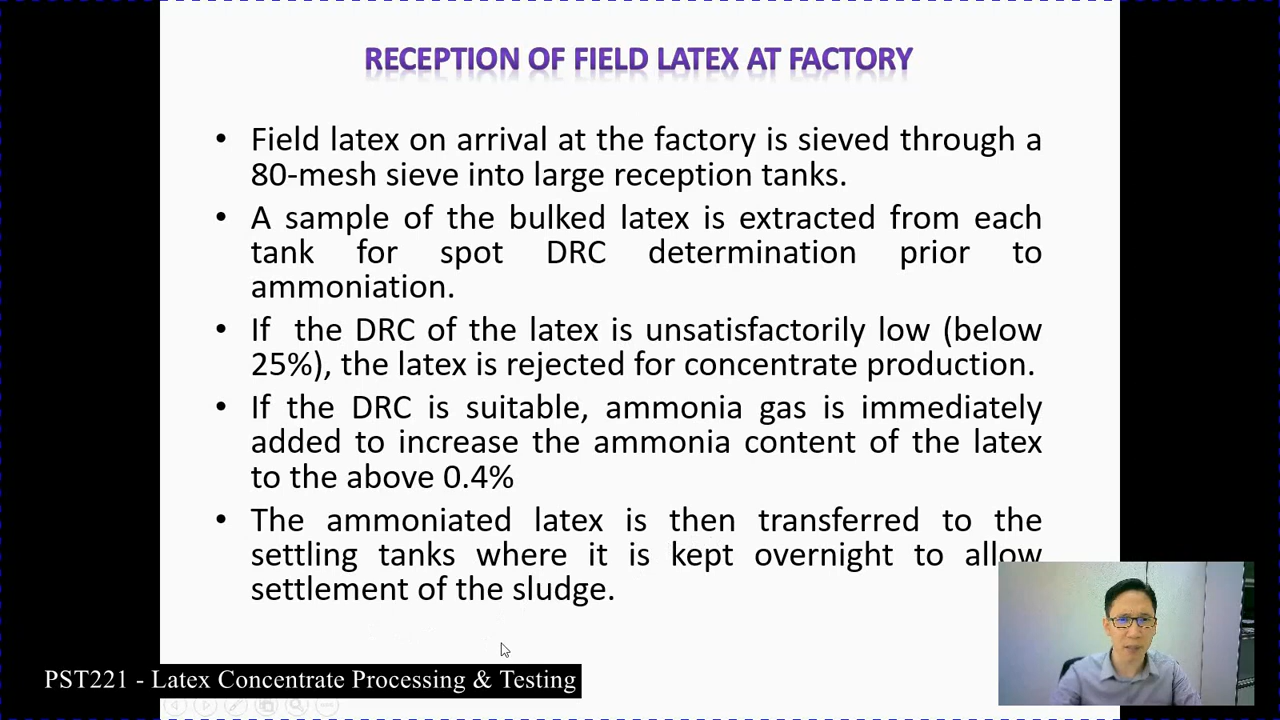 RECEPTION OF FIELD LATEX AT FACTORY
• Field latex on arrival at the factory is sieved through a
80-mesh sieve into large reception tanks.
• A sample of the bulked latex is extracted from each
tank for spot DRC determination prior to
ammoniation.
• If the DRC of the latex is unsatisfactorily low (below
25%), the latex is rejected for concentrate production.
• If the DRC is suitable, ammonia gas is immediately
added to increase the ammonia content of the latex
to the above 0.4%
• The ammoniated latex is then transferred to the
settling tanks where it is kept overnight to allow
settlement of the sludge.
PST221 - Latex Concentrate Processing & Testing